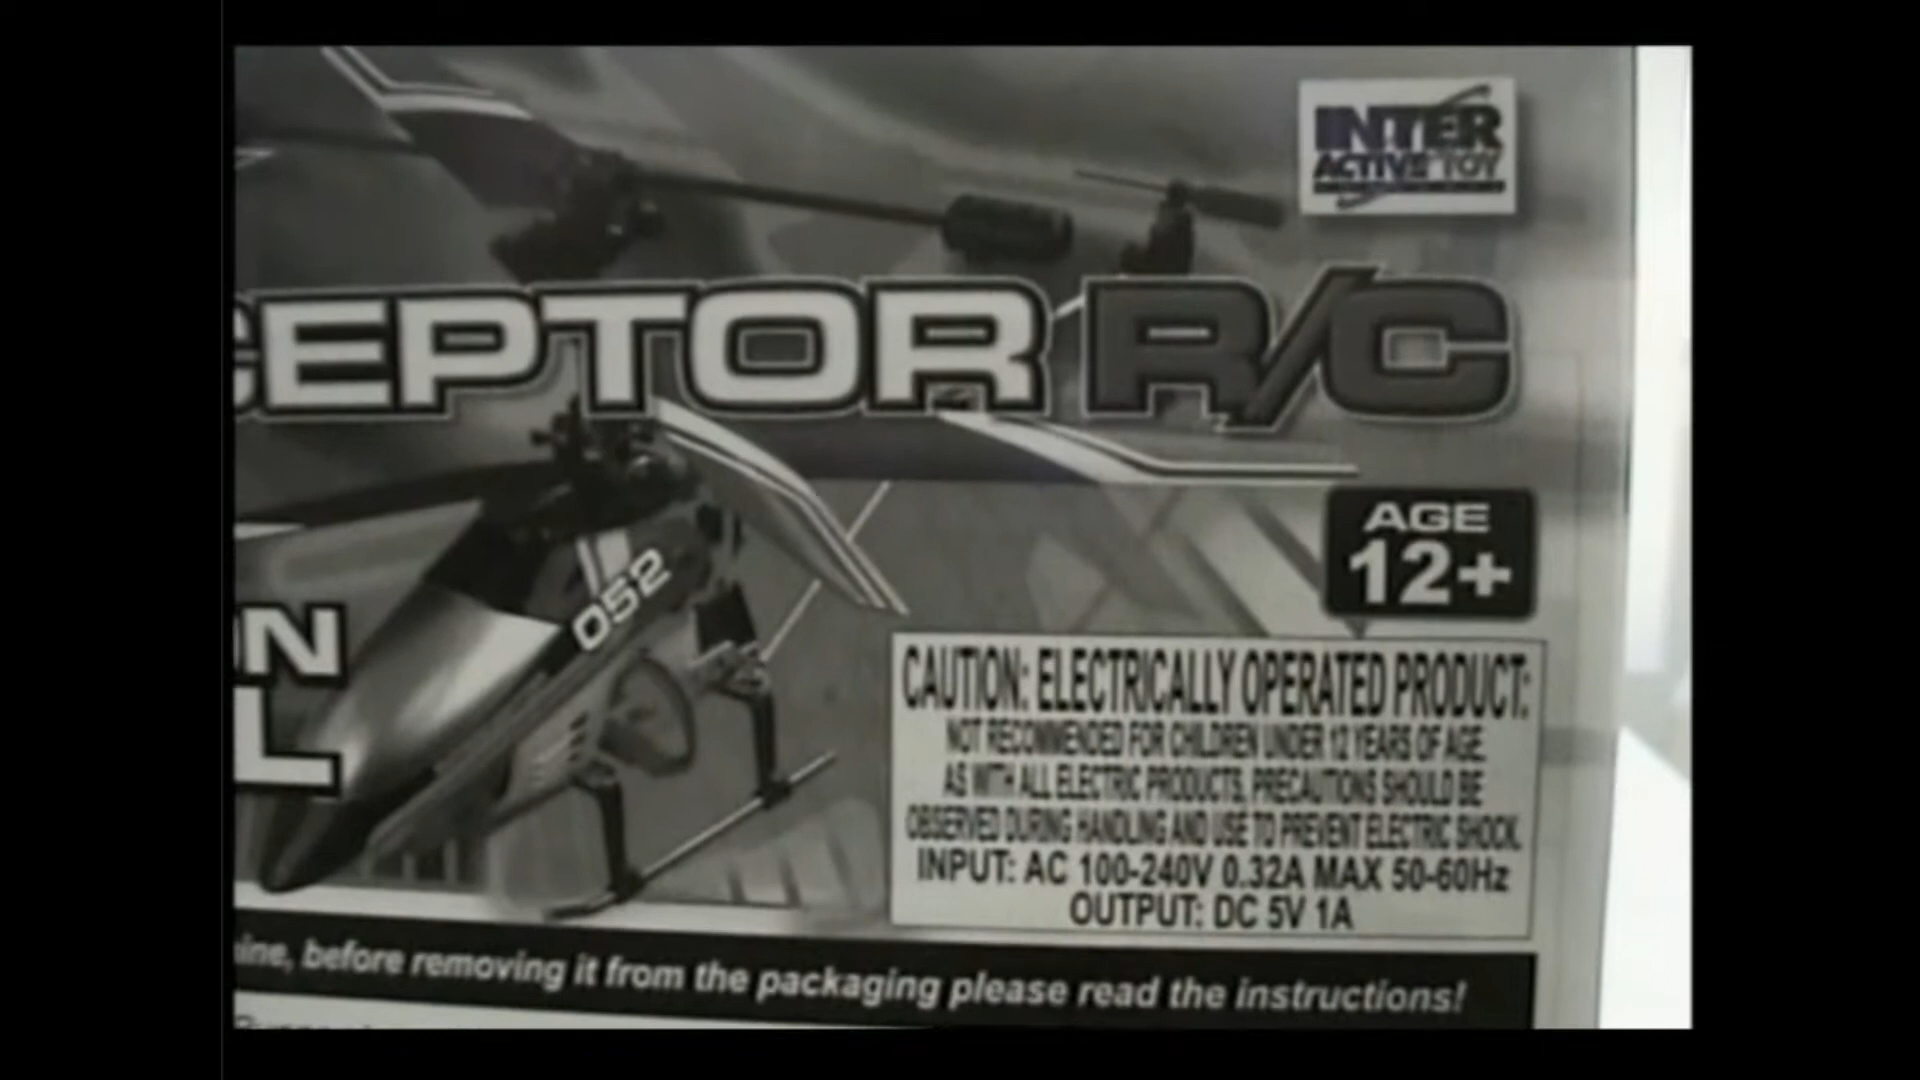 INTER
ACTIVE TOY
CEPTOR R/C
AGE
12+
052
N
L
CAUTION: ELECTRICALLY OPERATED PRODUCT:
NOT RECOMMENDED FOR CHILDREN UNDER 12 YEARS OF AGE.
AS WITH ALL ELECTRIC PRODUCTS, PRECAUTIONS SHOULD BE
OBSERVED DURING HANDLING AND USE TO PREVENT ELECTRIC SHOCK.
INPUT: AC 100-240V 0.32A MAX 50-60Hz
OUTPUT: DC 5V 1A
ine, before removing it from the packaging please read the instructions!